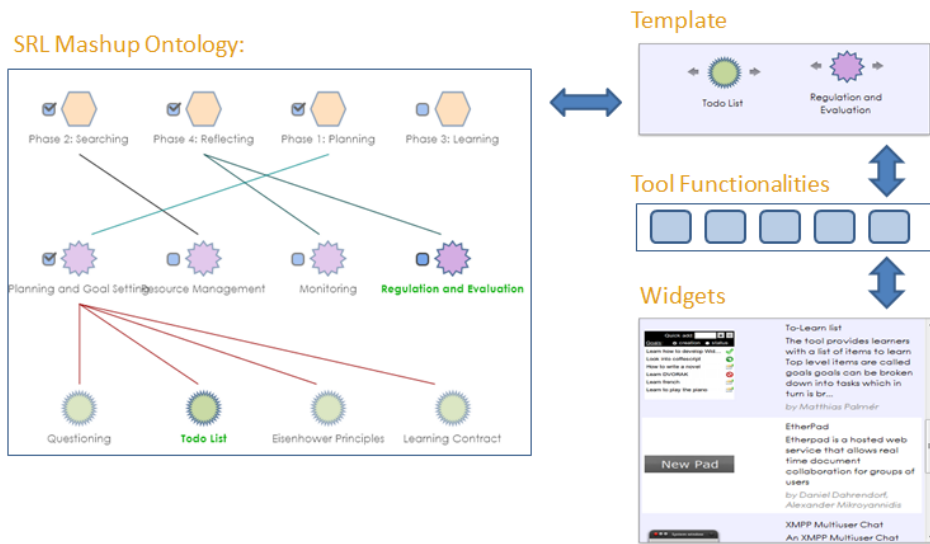 SRL Mashup Ontology:
Phase 2: Searching
Phase 4: Reflecting
Phase 1: Planning
Phase 3: Learning
Planning and Goal Setting
Resource Management
Monitoring
Regulation and Evaluation
Questioning
Todo List
Eisenhower Principles
Learning Contract
Template
Todo List
Regulation and
Evaluation
Tool Functionalities
Widgets
Quick add
Goals:
creation
status
Learn how to develop Wid...
Look into coffescript
How to write a novel
Learn DVORAK
Learn french
Learn to play the piano
To-Learn list
The tool provides learners
with a list of items to learn
Top level items are called
goals goals can be broken
down into tasks which in
turn is br...
by Matthias Palmér
New Pad
EtherPad
Etherpad is a hosted web
service that allows real
time document
collaboration for groups of
users
by Daniel Dahrendorf,
Alexander Mikroyannidis
XMPP Multiuser Chat
An XMPP Multiuser Chat